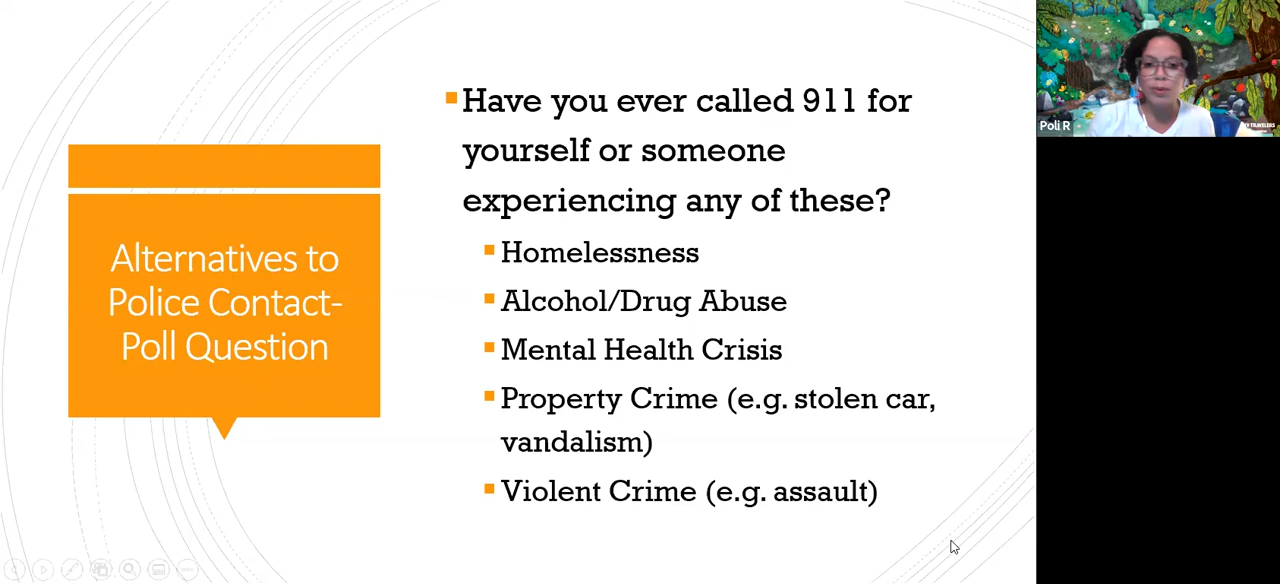 Alternatives to
Police Contact-
Poll Question
Have you ever called 911 for
yourself or someone
experiencing any of these?
Homelessness
Alcohol/Drug Abuse
Mental Health Crisis
Property Crime (e.g. stolen car,
vandalism)
Violent Crime (e.g. assault)
Poli R
TRAVELERS